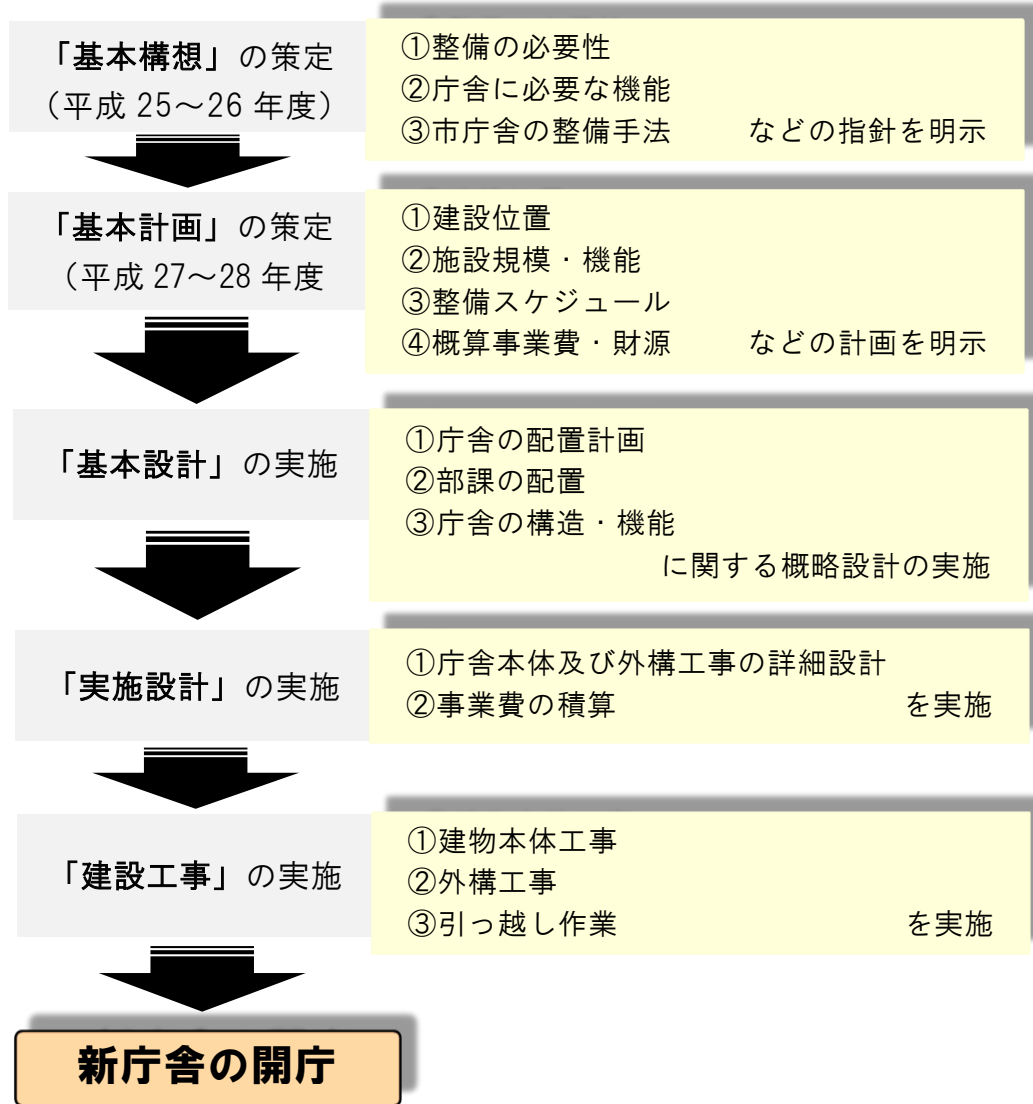 「基本構想」の策定
（平成 25～26 年度）
①整備の必要性
②庁舎に必要な機能
③市庁舎の整備手法　　などの指針を明示
「基本計画」の策定
（平成 27～28 年度
①建設位置
②施設規模・機能
③整備スケジュール
④概算事業費・財源　　などの計画を明示
「基本設計」の実施
①庁舎の配置計画
②部課の配置
③庁舎の構造・機能
に関する概略設計の実施
「実施設計」の実施
①庁舎本体及び外構工事の詳細設計
②事業費の積算　　を実施
「建設工事」の実施
①建物本体工事
②外構工事
③引っ越し作業　　を実施
新庁舎の開庁